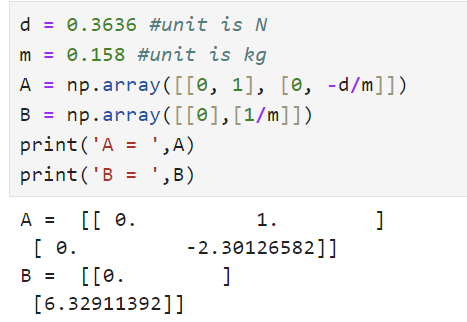 d = 0.3636 #unit is N
m = 0.158 #unit is kg
A = np.array([[0, 1], [0, -d/m]])
B = np.array([[0],[1/m]])
print('A = ',A)
print('B = ',B)
A =  [[ 0.          1.        ]
 [ 0.         -2.30126582]]
B =  [[0.        ]
 [6.32911392]]